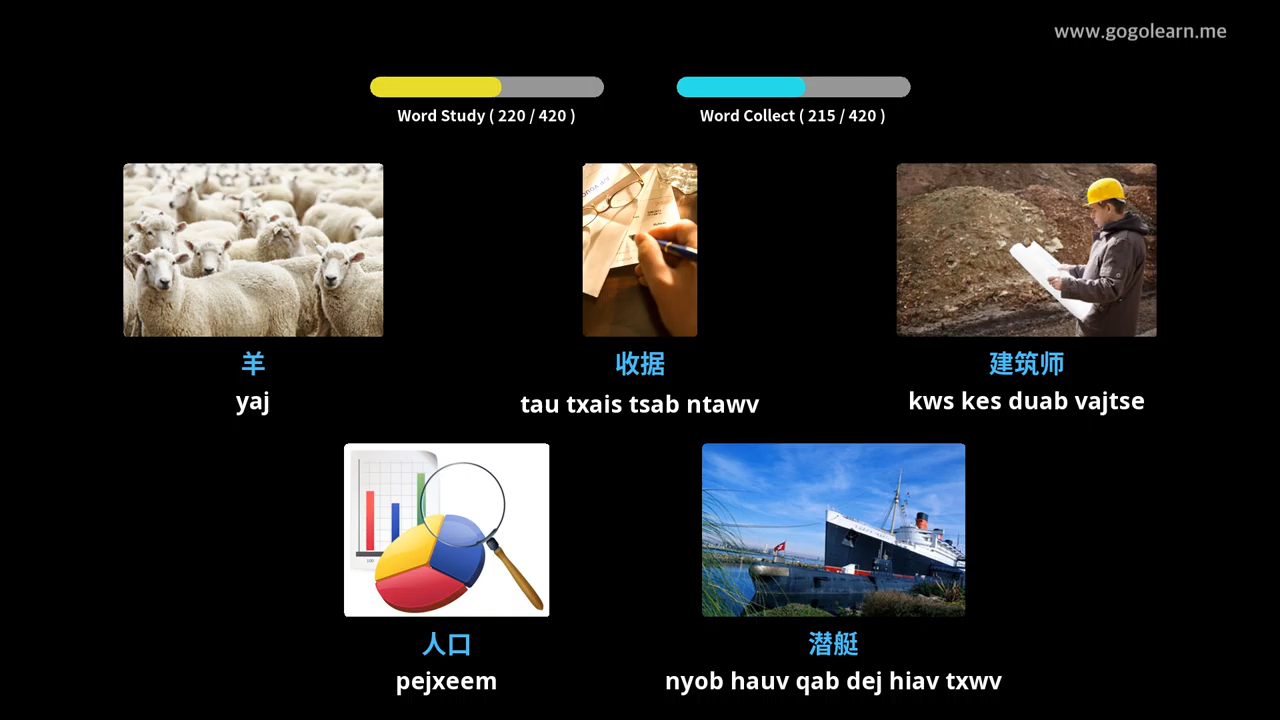 www.gogolearn.me
Word Study ( 220 / 420 )
Word Collect ( 215 / 420 )
羊
yaj
收据
tau txais tsab ntawv
建筑师
kws kes duab vajtse
人口
pejxeem
潜艇
nyob hauv qab dej hiav txwv